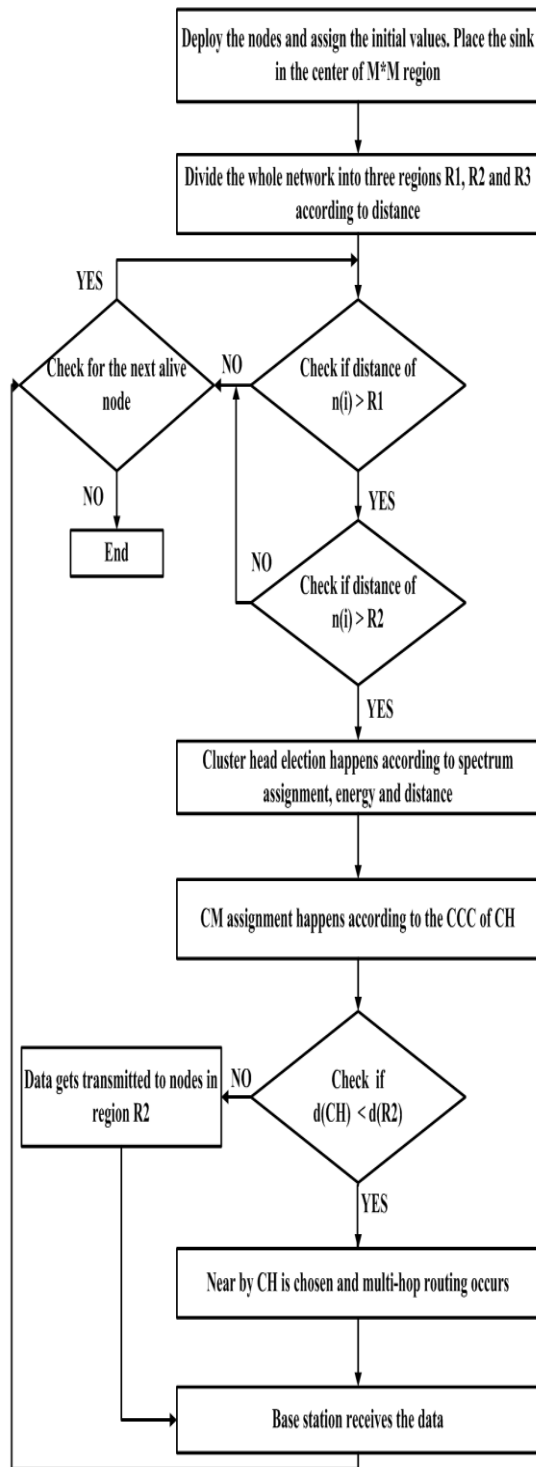 Deploy the nodes and assign the initial values. Place the sink
in the center of M*M region
Divide the whole network into three regions R1, R2 and R3
according to distance
YES
Check for the next alive
node
NO
Check if distance of
n(i) > R1
NO
End
YES
NO
Check if distance of
n(i) > R2
YES
Cluster head election happens according to spectrum
assignment, energy and distance
CM assignment happens according to the CCC of CH
Data gets transmitted to nodes in
region R2
NO
Check if
d(CH) < d(R2)
YES
Near by CH is chosen and multi-hop routing occurs
Base station receives the data